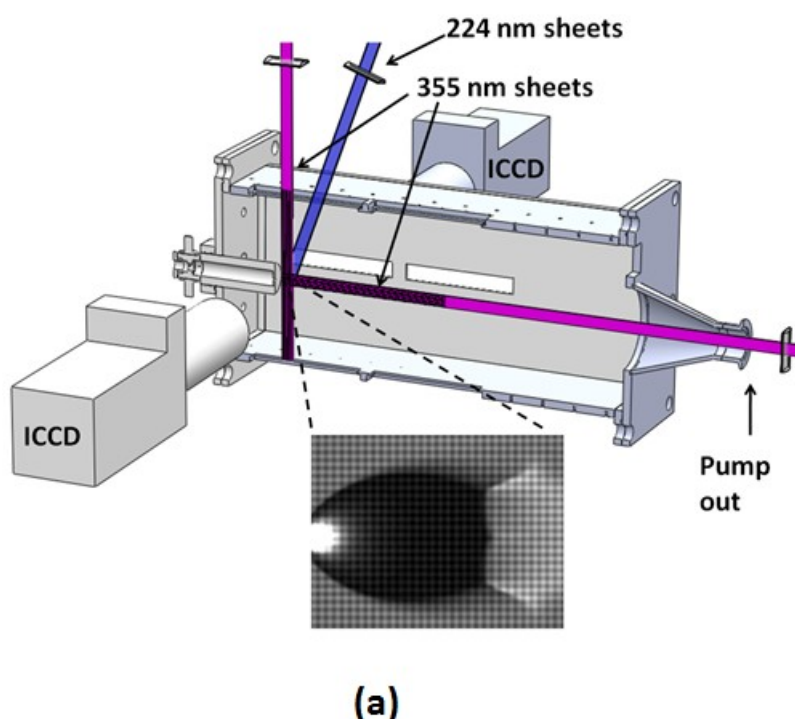 224 nm sheets
355 nm sheets
ICCD
ICCD
Pump
out
(a)